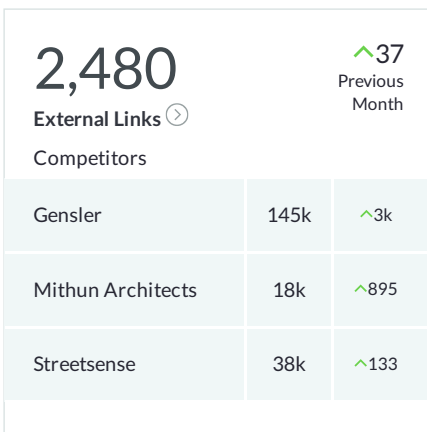 2,480
37
Previous
Month
External Links
Competitors
Gensler 145k 3k
Mithun Architects 18k 895
Streetsense 38k 133